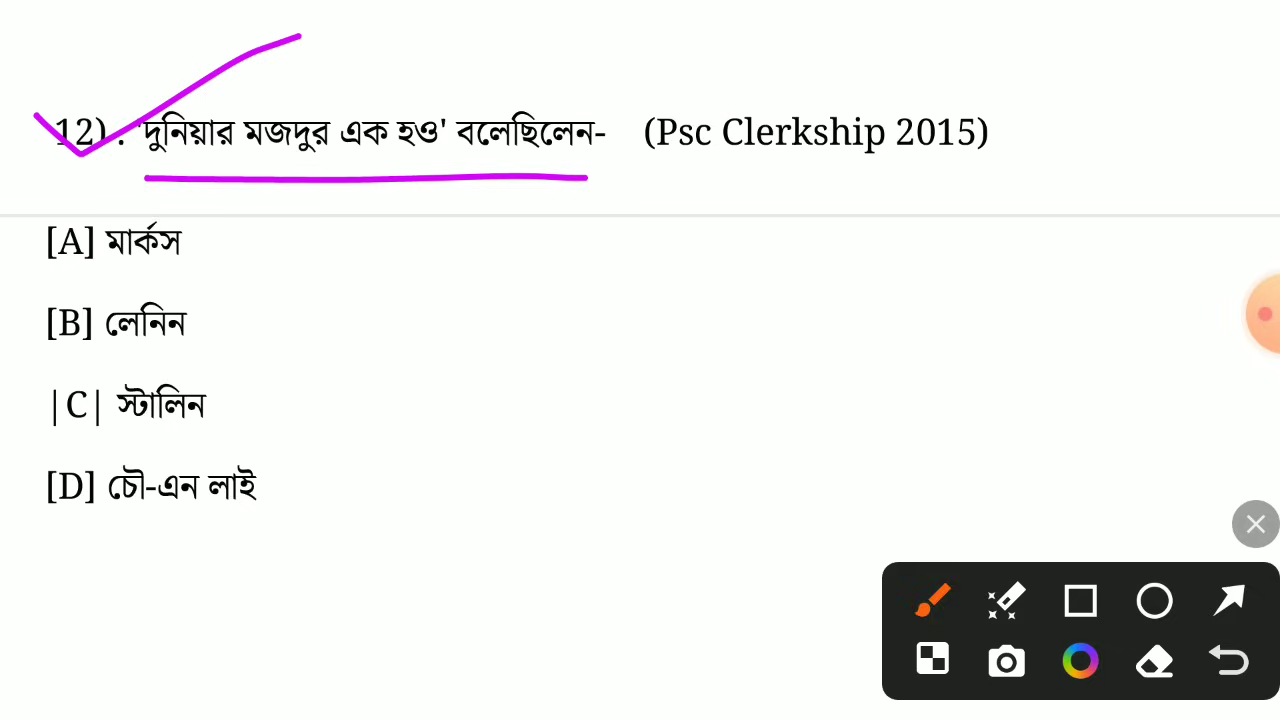 12) . 'দুনিয়ার মজদুর এক হও' বলেছিলেন- (Psc Clerkship 2015)
[A] মার্কস
[B] লেনিন
|C| স্টালিন
[D] চৌ-এন লাই